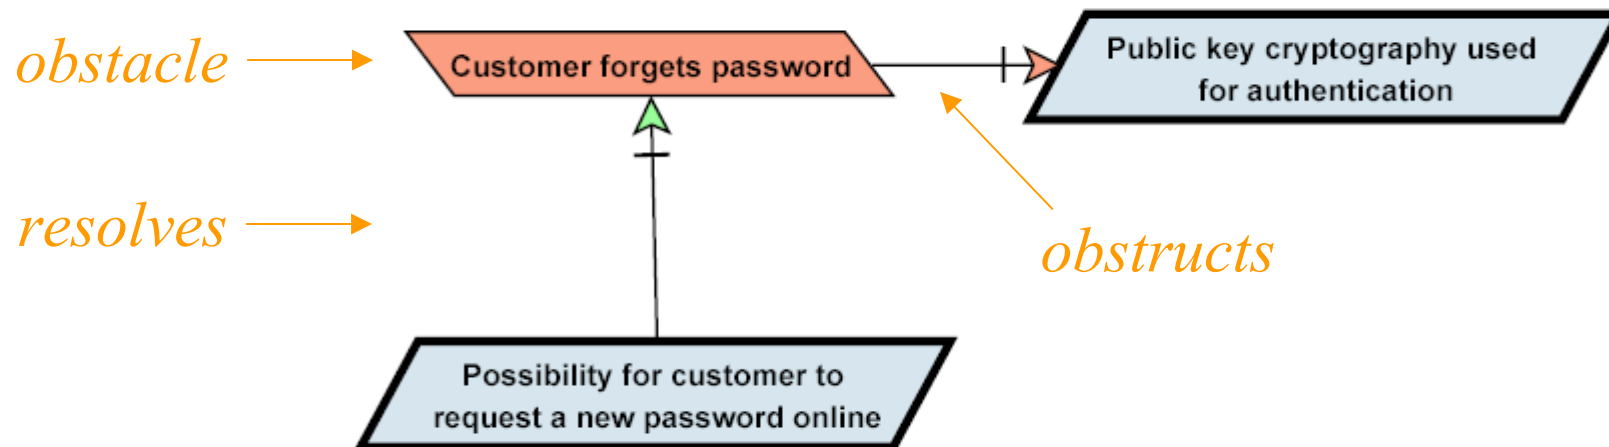 obstacle
Customer forgets password
Public key cryptography used
for authentication
resolves
obstructs
Possibility for customer to
request a new password online